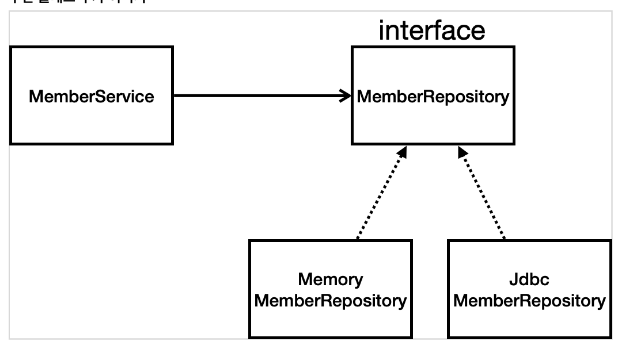 interface
MemberService
MemberRepository
Memory
MemberRepository
Jdbc
MemberRepository